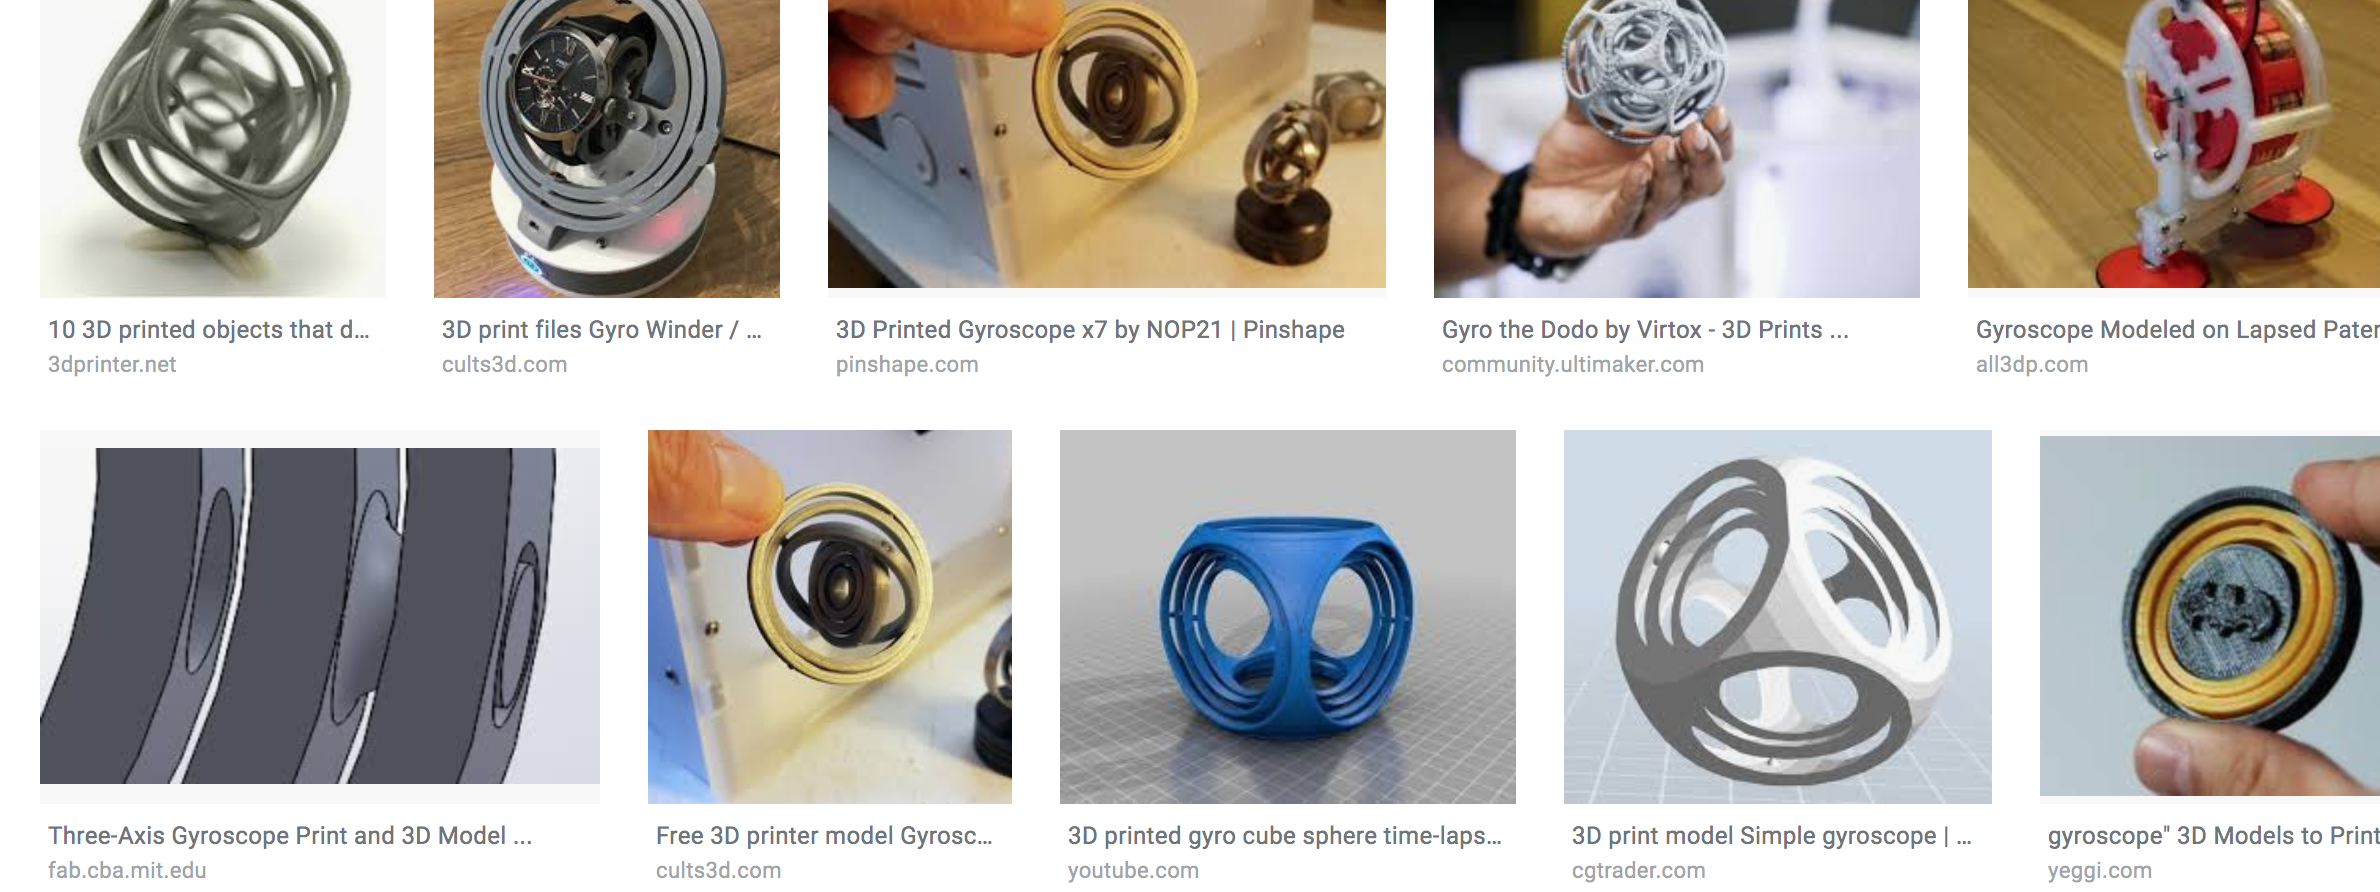 10 3D printed objects that d...
3dprinter.net
3D print files Gyro Winder / ...
cults3d.com
3D Printed Gyroscope x7 by NOP21 | Pinshape
pinshape.com
Gyro the Dodo by Virtox - 3D Prints ...
community.ultimaker.com
Gyroscope Modeled on Lapsed Pater
all3dp.com
Three-Axis Gyroscope Print and 3D Model ...
fab.cba.mit.edu
Free 3D printer model Gyrosc...
cults3d.com
3D printed gyro cube sphere time-laps...
youtube.com
3D print model Simple gyroscope | ...
cgtrader.com
gyroscope" 3D Models to Print
yeggi.com